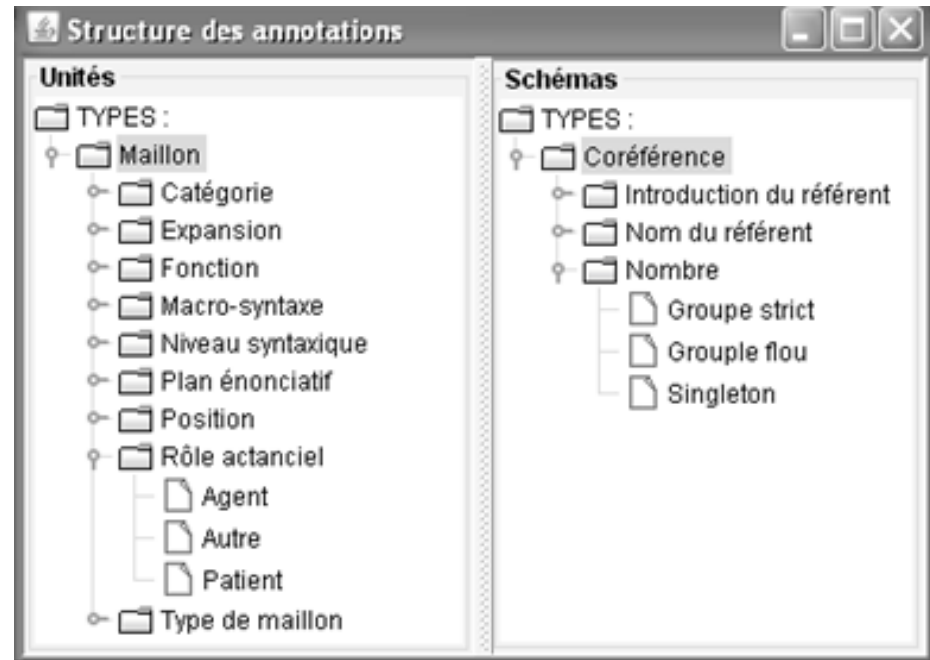 Structure des annotations
Unités
TYPES :
Maillon
Catégorie
Expansion
Fonction
Macro-syntaxe
Niveau syntaxique
Plan énonciatif
Position
Rôle actanciel
Agent
Autre
Patient
Type de maillon
Schémas
TYPES :
Coréférence
Introduction du référent
Nom du référent
Nombre
Groupe strict
Grouple flou
Singleton